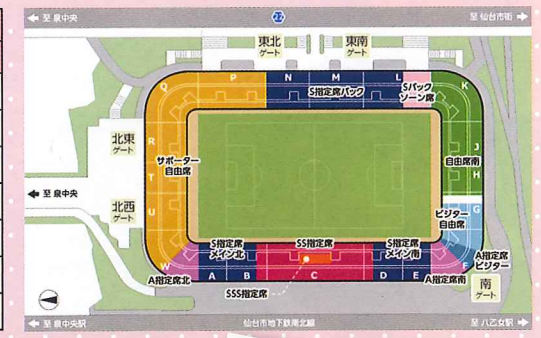 ← 至 泉中央
22
至 仙台市街 →
東北
ゲート
東南
ゲート
Q
P
N
M
L
K
S指定席バック
Sバック
ゾーン席
北東
ゲート
R
サポーター
自由席
T
J
自由席南
H
← 至 泉中央
北西
ゲート
U
G
ビジター
自由席
W
S指定席
メイン北
SS指定席
S指定席
メイン南
A指定席
ビジター
F
A指定席北
A
B
C
D
E
A指定席南
SSS指定席
南
ゲート
← 至 泉中央駅
仙台市地下鉄南北線
至 八乙女駅 →